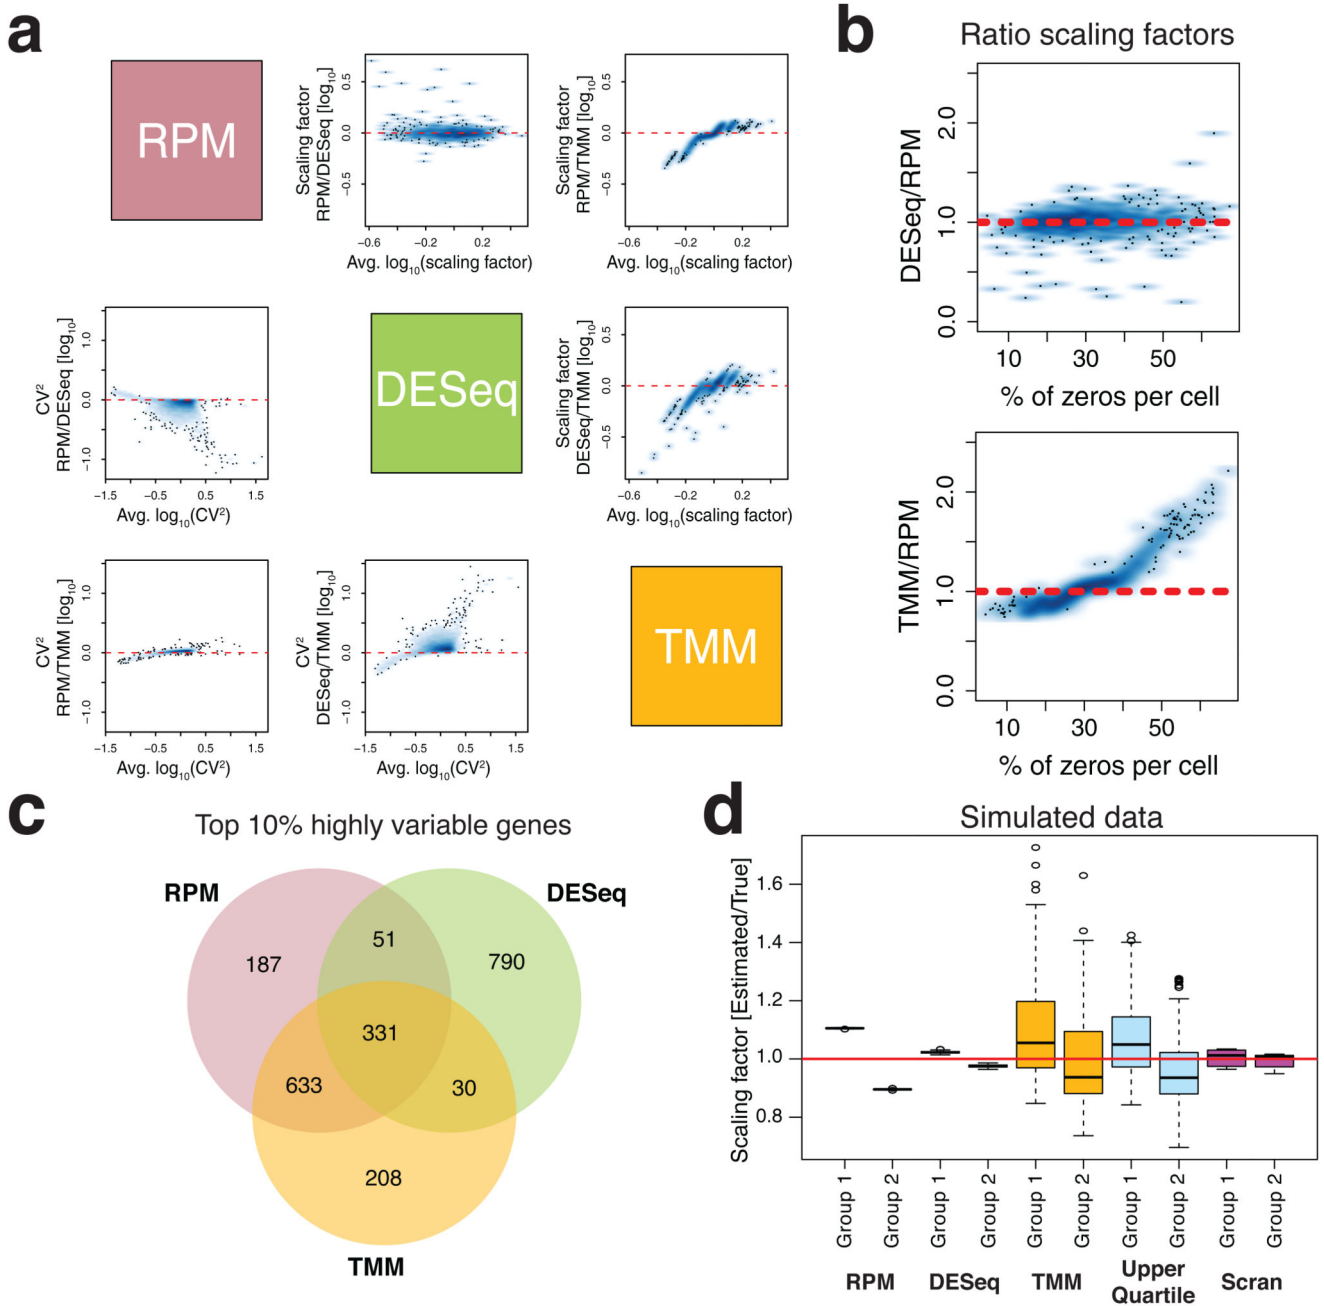 a
RPM
Scaling factor
RPM/DESeq [log10]
0.5
0.0
−0.5
−0.6
−0.2
0.2
Avg. log10(scaling factor)
Scaling factor
RPM/TMM [log10]
0.5
0.0
−0.5
−0.6
−0.2
0.2
Avg. log10(scaling factor)
CV²
RPM/DESeq [log10]
1.0
0.0
−1.0
−1.5
−0.5
0.5
1.5
Avg. log10(CV²)
DESeq
Scaling factor
DESeq/TMM [log10]
0.5
0.0
−0.5
−0.6
−0.2
0.2
Avg. log10(scaling factor)
CV²
RPM/TMM [log10]
1.0
0.0
−1.0
−1.5
−0.5
0.5
1.5
Avg. log10(CV²)
CV²
DESeq/TMM [log10]
1.0
0.0
−1.0
−1.5
−0.5
0.5
1.5
Avg. log10(CV²)
TMM
b
Ratio scaling factors
DESeq/RPM
2.0
1.0
0.0
10
30
50
% of zeros per cell
TMM/RPM
2.0
1.0
0.0
10
30
50
% of zeros per cell
c
Top 10% highly variable genes
RPM
DESeq
51
187
790
331
633
30
208
TMM
d
Simulated data
Scaling factor [Estimated/True]
1.6
1.4
1.2
1.0
0.8
Group 1
Group 2
Group 1
Group 2
Group 1
Group 2
Group 1
Group 2
Group 1
Group 2
RPM
DESeq
TMM
Upper
Quartile
Scran